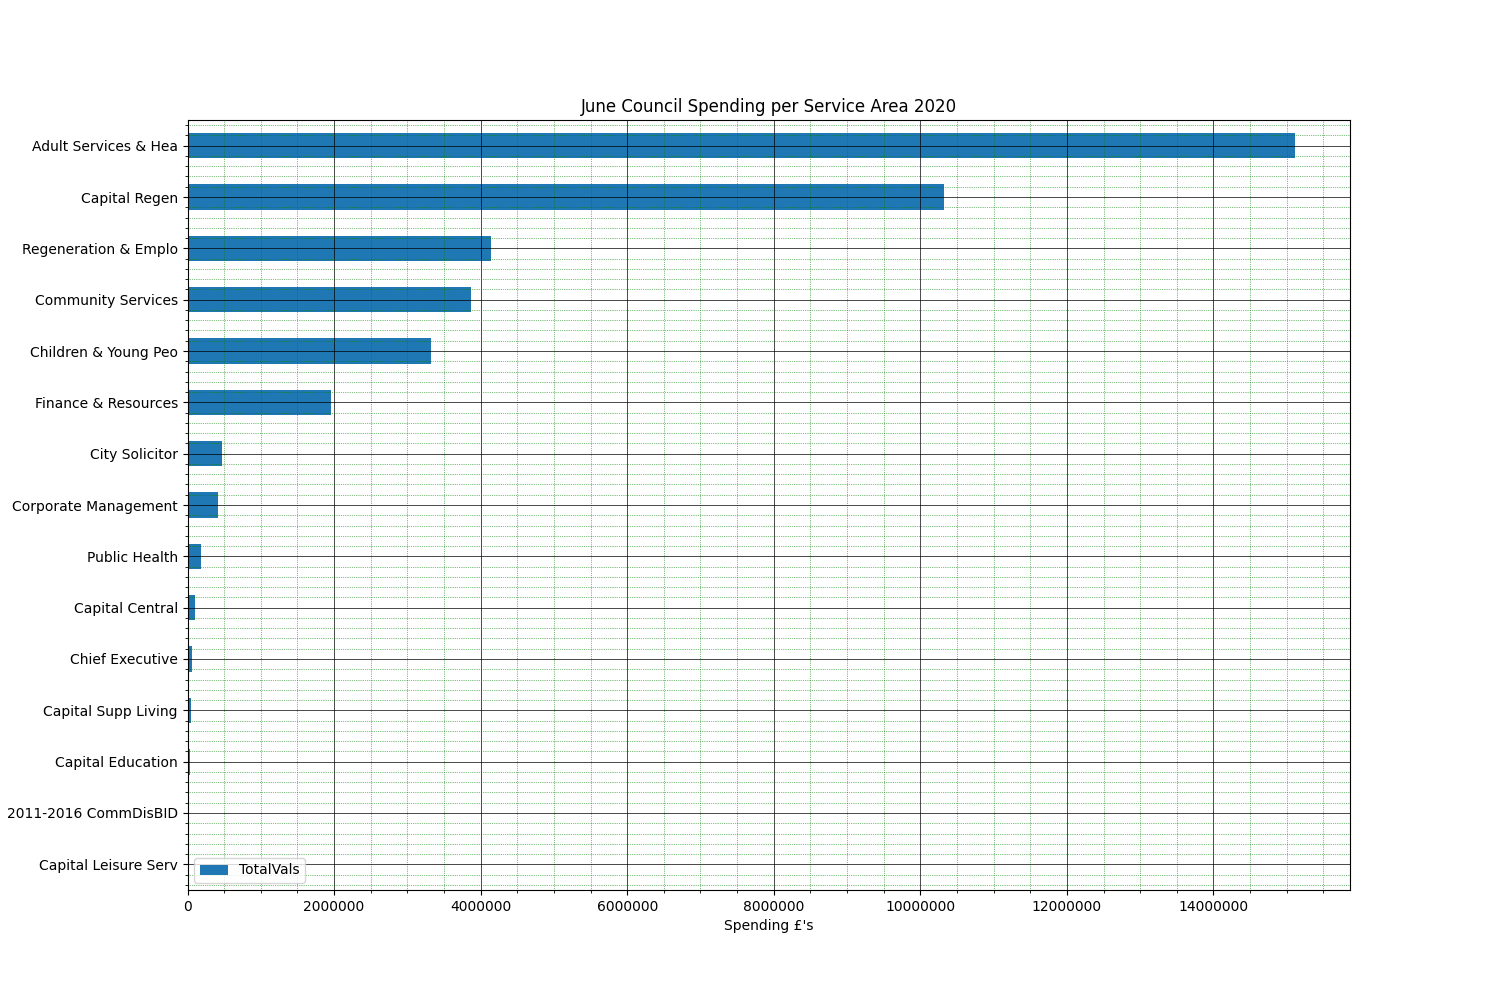 June Council Spending per Service Area 2020
Adult Services & Hea
Capital Regen
Regeneration & Emplo
Community Services
Children & Young Peo
Finance & Resources
City Solicitor
Corporate Management
Public Health
Capital Central
Chief Executive
Capital Supp Living
Capital Education
2011-2016 CommDisBID
Capital Leisure Serv
TotalVals
0 2000000 4000000 6000000 8000000 10000000 12000000 14000000
Spending £'s